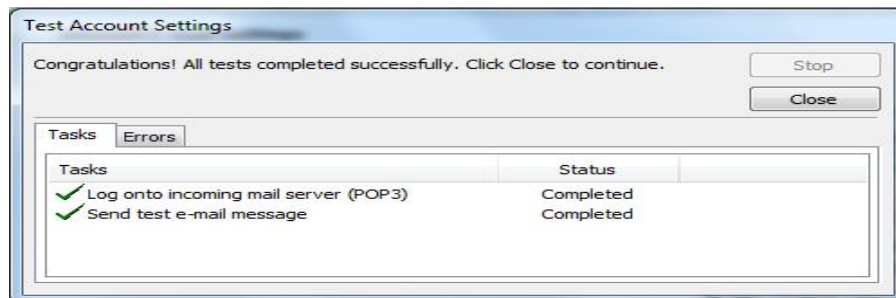 Test Account Settings
Congratulations! All tests completed successfully. Click Close to continue.
Stop
Close
Tasks Errors
Tasks Status
Log onto incoming mail server (POP3) Completed
Send test e-mail message Completed